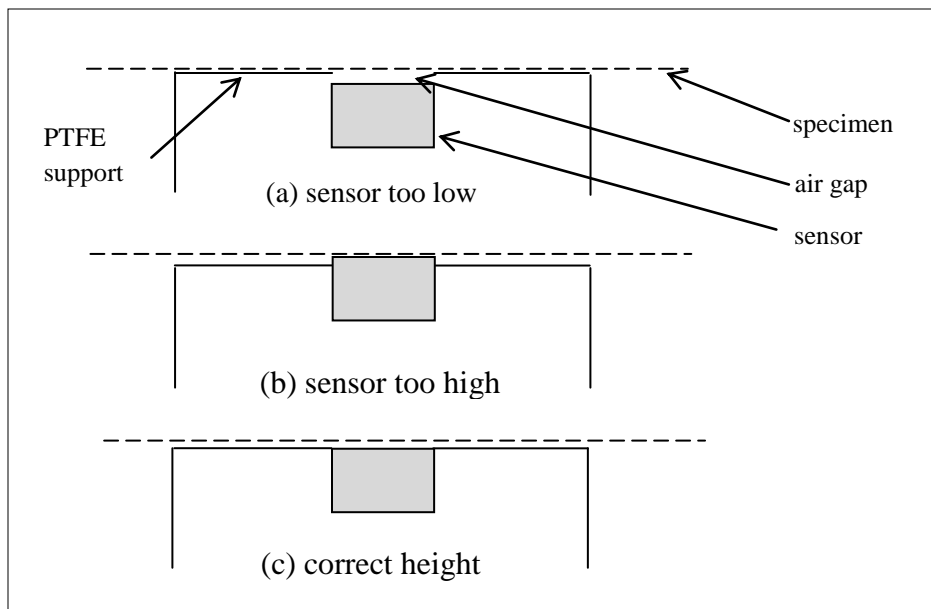 PTFE
support
specimen
air gap
(a) sensor too low
sensor
(b) sensor too high
(c) correct height